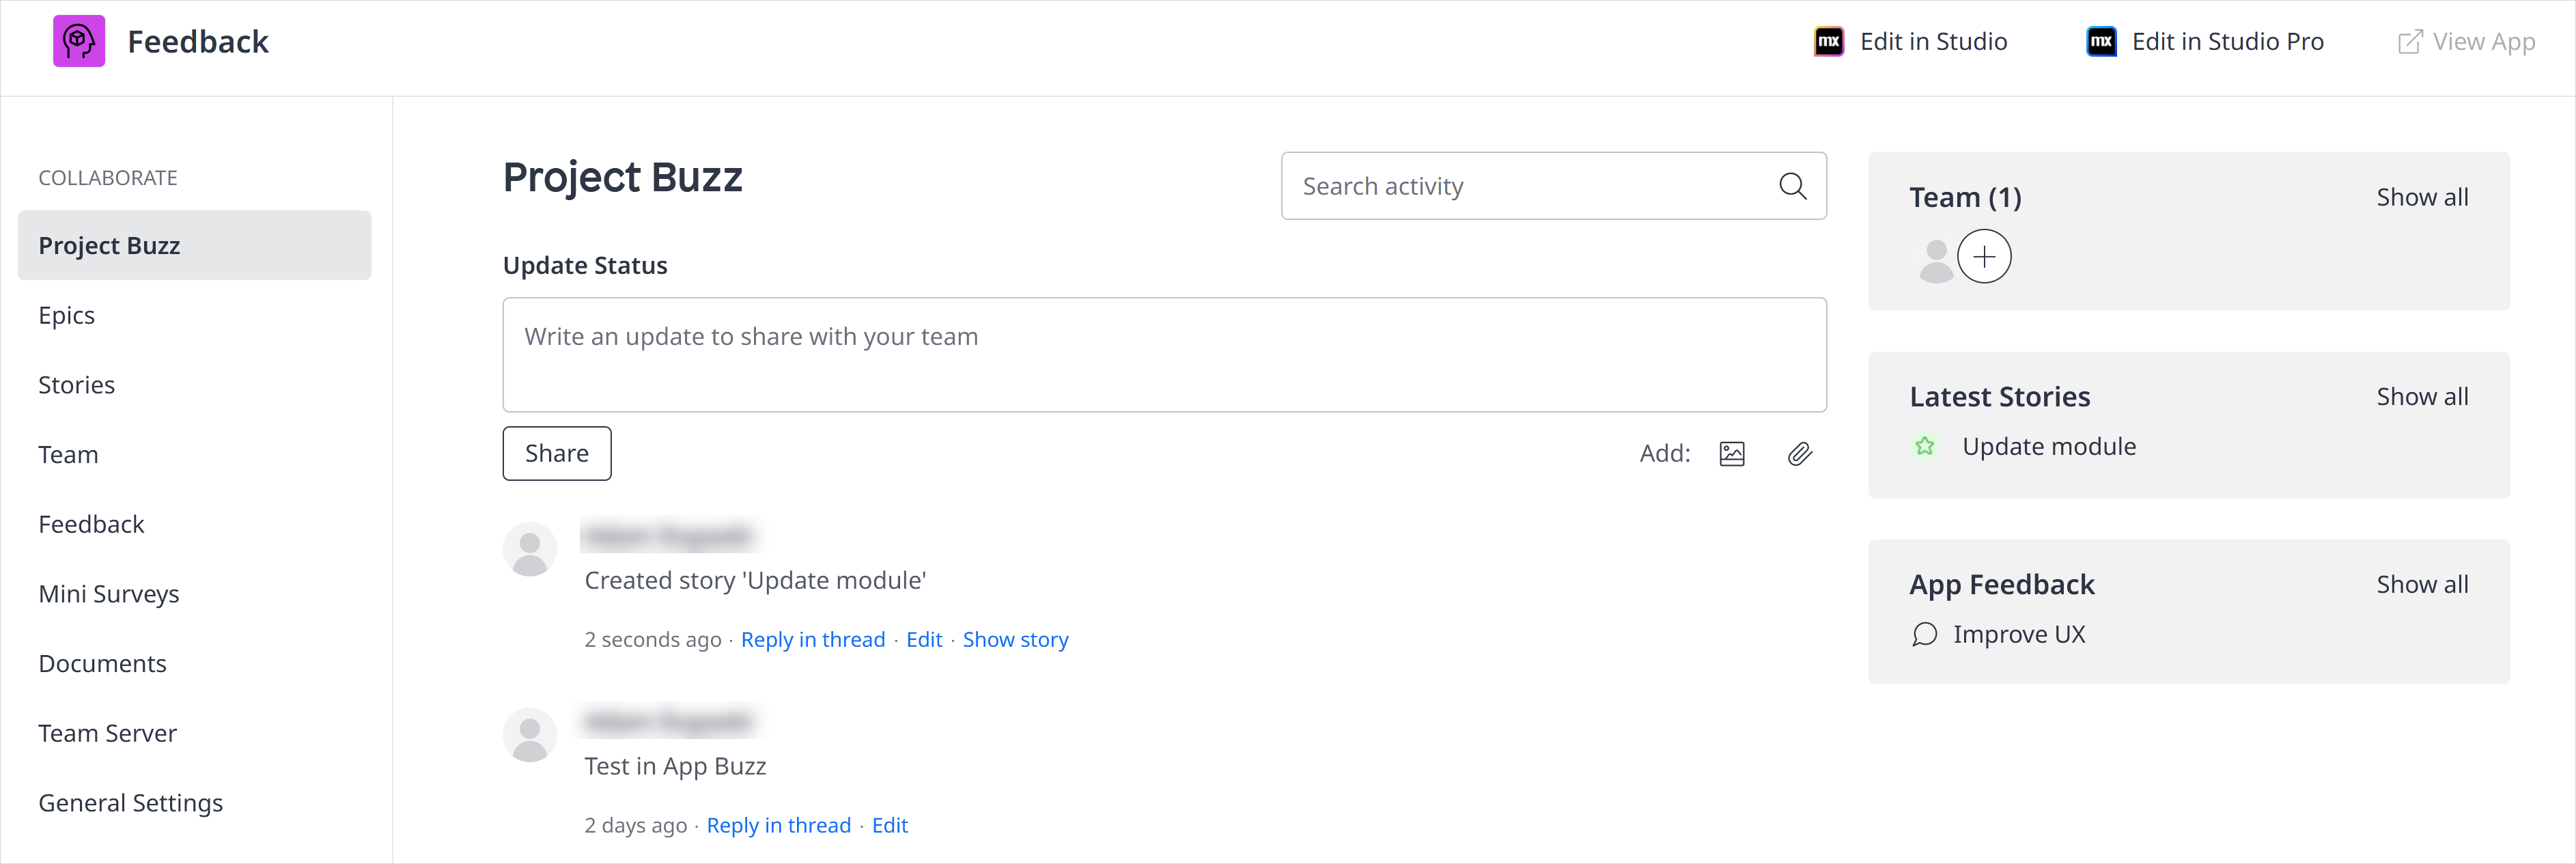 Feedback
mx Edit in Studio
mx Edit in Studio Pro
View App
COLLABORATE
Project Buzz
Epics
Stories
Team
Feedback
Mini Surveys
Documents
Team Server
General Settings
Project Buzz
Search activity
Update Status
Write an update to share with your team
Share
Add:
Created story 'Update module'
2 seconds ago · Reply in thread · Edit · Show story
Test in App Buzz
2 days ago · Reply in thread · Edit
Team (1) Show all
Latest Stories Show all
Update module
App Feedback Show all
Improve UX